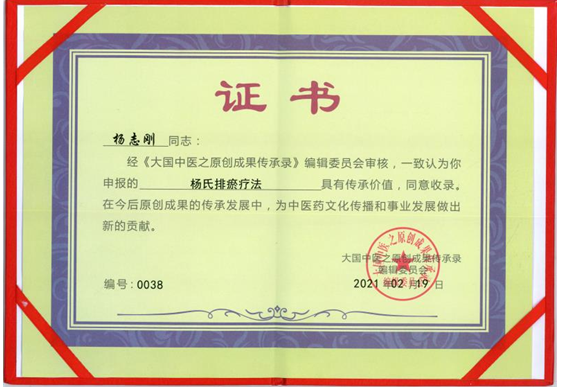 证书
杨志刚 同志：
经《大国中医之原创成果传承录》编辑委员会审核，一致认为你
申报的 杨氏排瘀疗法 具有传承价值，同意收录。
在今后原创成果的传承发展中，为中医药文化传播和事业发展做出
新的贡献。
大国中医之原创成果传承录
编辑委员会
编号：0038
2021年02月19日